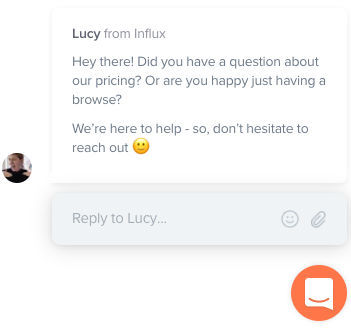 Lucy from Influx
Hey there! Did you have a question about
our pricing? Or are you happy just having a
browse?
We’re here to help - so, don’t hesitate to
reach out 🙂
Reply to Lucy...